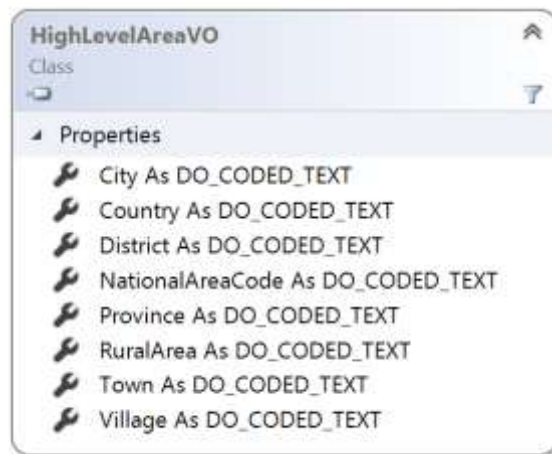 HighLevelAreaVO
Class
Properties
City As DO_CODED_TEXT
Country As DO_CODED_TEXT
District As DO_CODED_TEXT
NationalAreaCode As DO_CODED_TEXT
Province As DO_CODED_TEXT
RuralArea As DO_CODED_TEXT
Town As DO_CODED_TEXT
Village As DO_CODED_TEXT